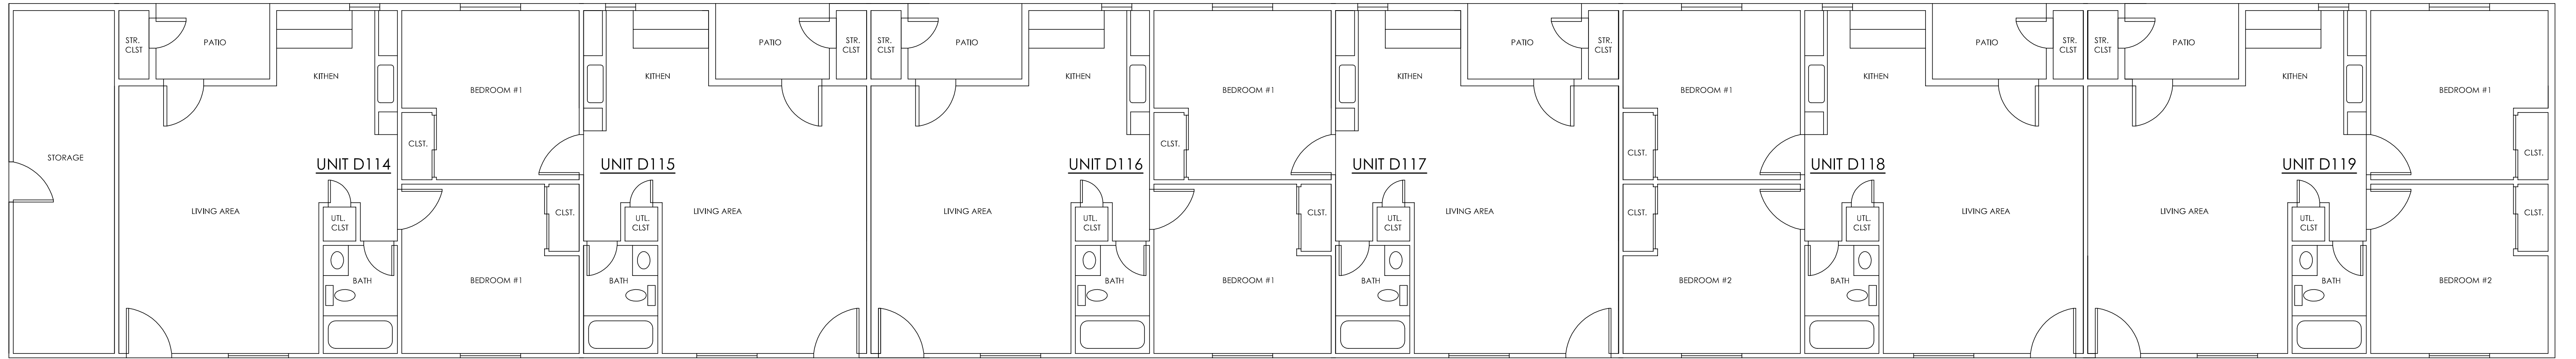 STORAGE
STR.
CLST
PATIO
KITHEN
UNIT D114
LIVING AREA
UTL.
CLST
BATH
BEDROOM #1
CLST.
CLST.
BEDROOM #1
KITHEN
PATIO
STR.
CLST
UNIT D115
UTL.
CLST
LIVING AREA
BATH
STR.
CLST
PATIO
KITHEN
UNIT D116
LIVING AREA
UTL.
CLST
BATH
BEDROOM #1
CLST.
CLST.
BEDROOM #1
KITHEN
PATIO
STR.
CLST
UNIT D117
UTL.
CLST
LIVING AREA
BATH
BEDROOM #1
CLST.
CLST.
BEDROOM #2
KITHEN
PATIO
STR.
CLST
UNIT D118
UTL.
CLST
LIVING AREA
BATH
STR.
CLST
PATIO
KITHEN
UNIT D119
LIVING AREA
UTL.
CLST
BATH
BEDROOM #1
CLST.
CLST.
BEDROOM #2